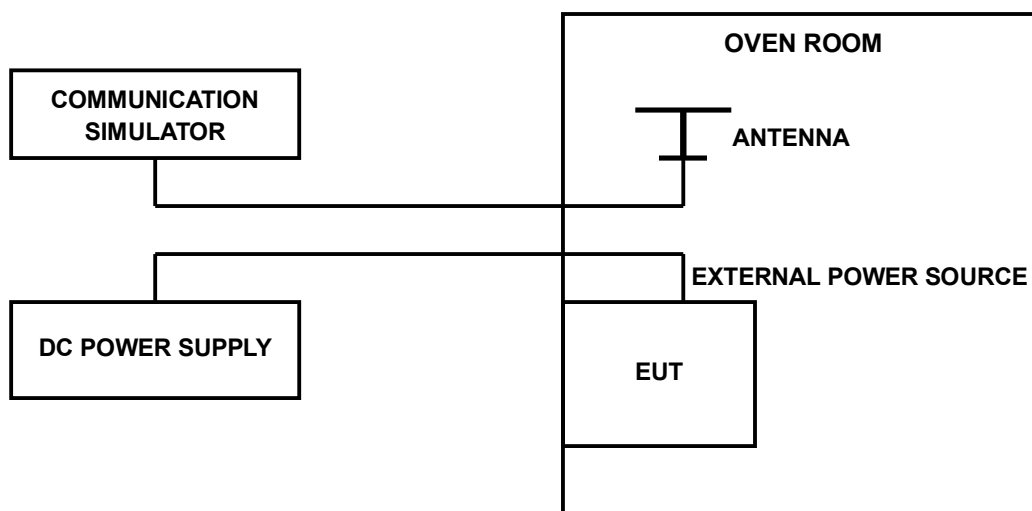 OVEN ROOM
COMMUNICATION
SIMULATOR
ANTENNA
EXTERNAL POWER SOURCE
DC POWER SUPPLY
EUT